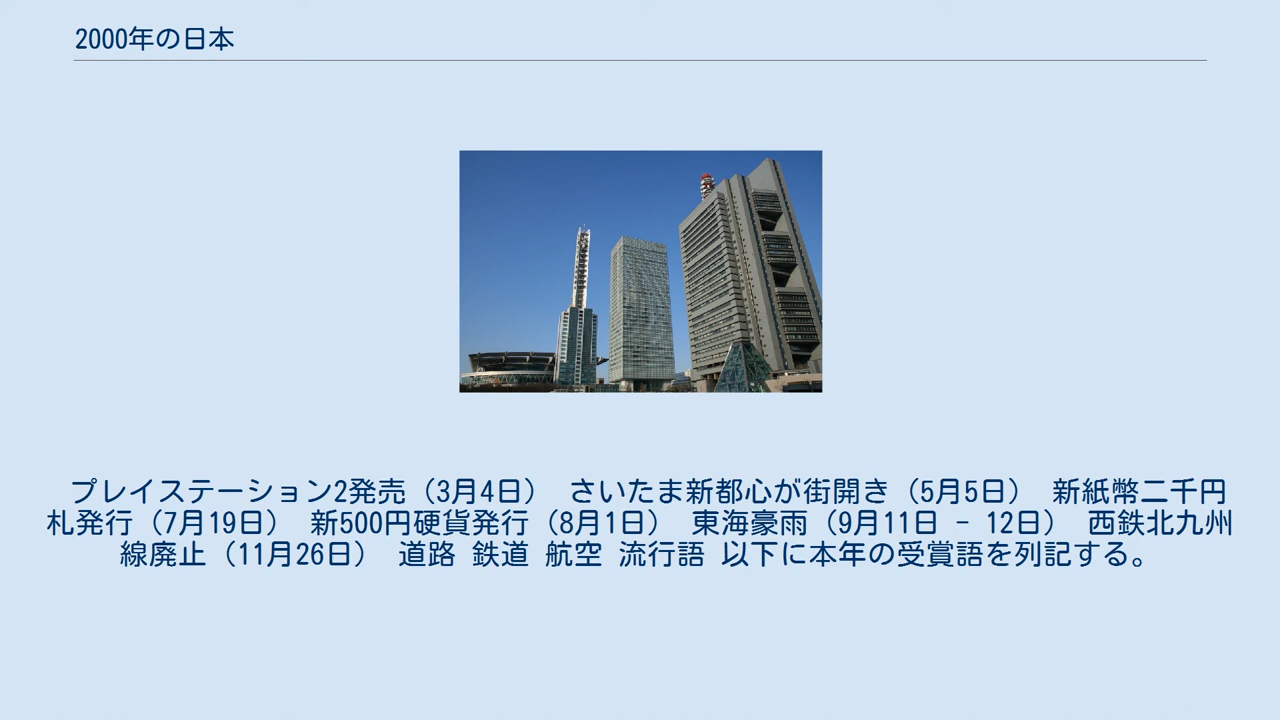 2000年の日本
プレイステーション2発売（3月4日） さいたま新都心が街開き（5月5日） 新紙幣二千円
札発行（7月19日） 新500円硬貨発行（8月1日） 東海豪雨（9月11日 - 12日） 西鉄北九州
線廃止（11月26日） 道路 鉄道 航空 流行語 以下に本年の受賞語を列記する。